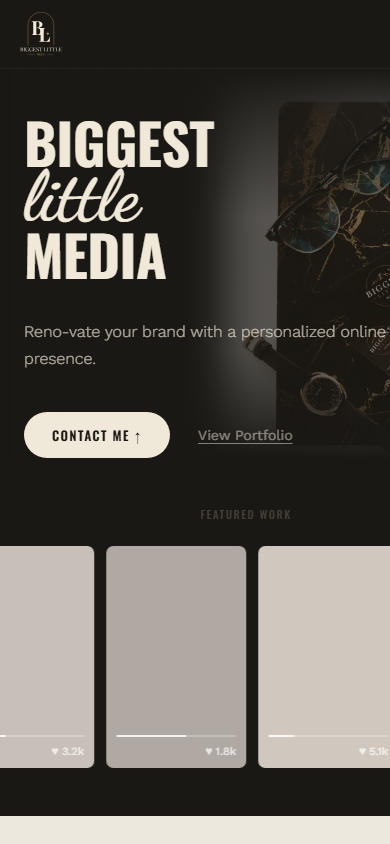 BL
BIGGEST LITTLE
BIGGEST
little
MEDIA
Reno-vate your brand with a personalized online
presence.
CONTACT ME ↑
View Portfolio
FEATURED WORK
♥ 3.2k
♥ 1.8k
♥ 5.1k